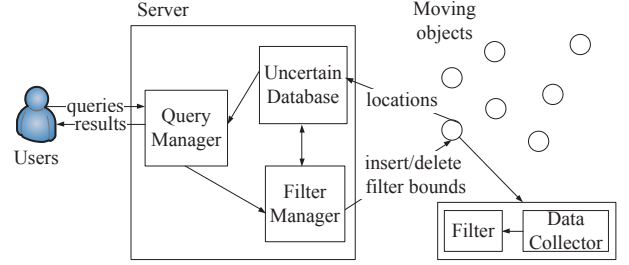 Server
Moving
objects
Uncertain
Database
queries
results
Query
Manager
locations
Users
insert/delete
filter bounds
Filter
Manager
Filter
Data
Collector